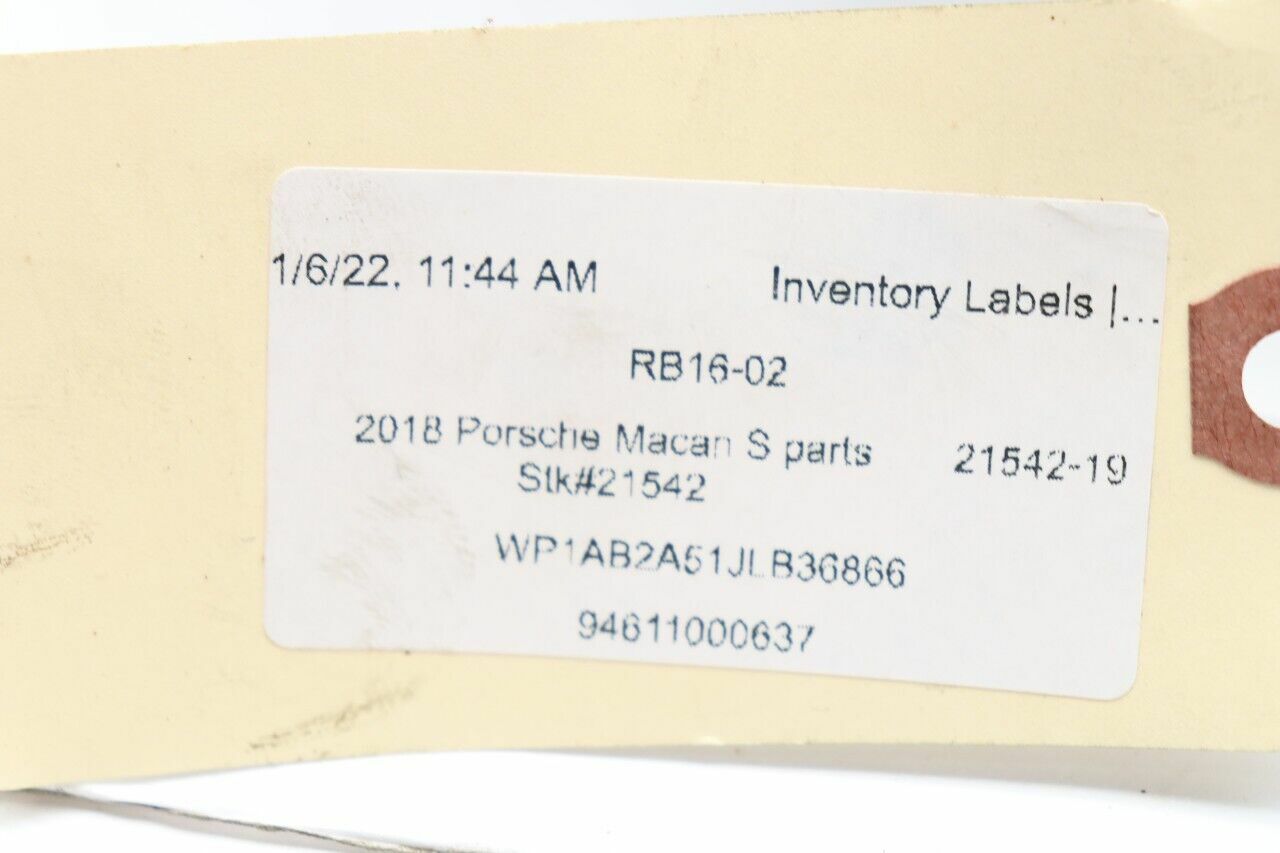 1/6/22, 11:44 AM Inventory Labels |...
RB16-02
2018 Porsche Macan S parts 21542-19
Stk#21542
WP1AB2A51JLB36866
94611000637